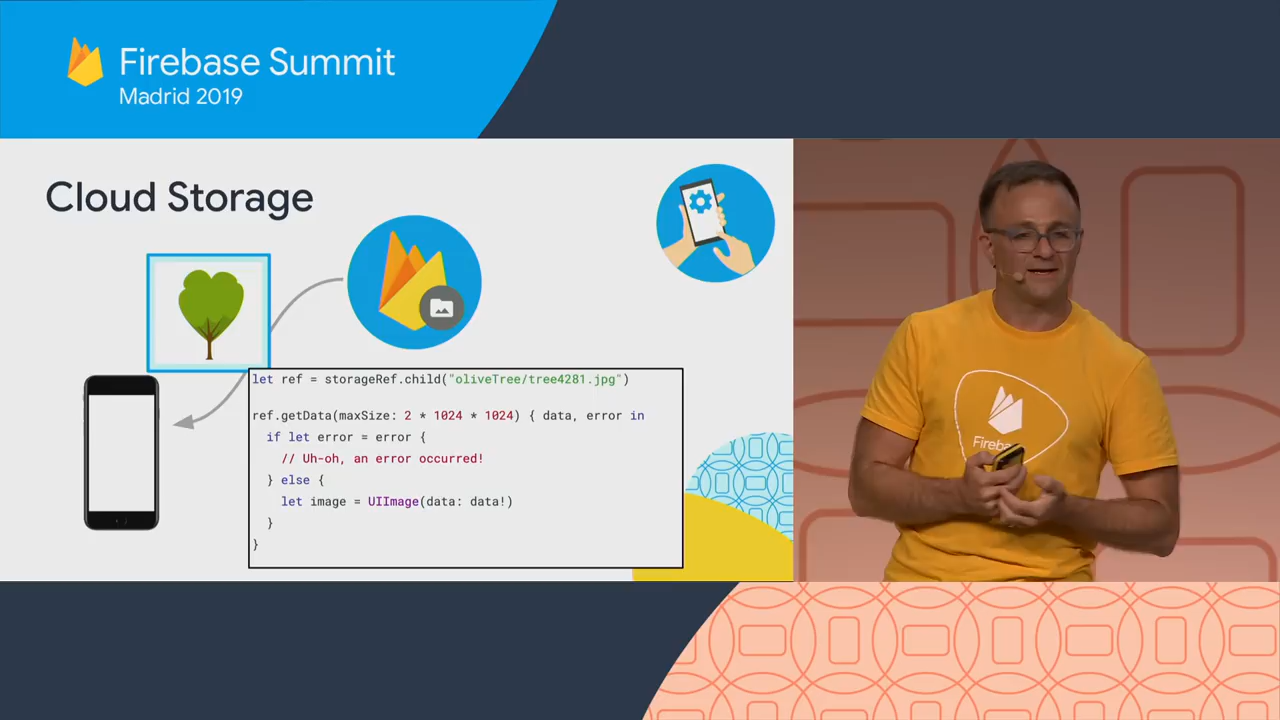 Firebase Summit
Madrid 2019
Cloud Storage
let ref = storageRef.child("oliveTree/tree4281.jpg")
ref.getData(maxSize: 2 * 1024 * 1024) { data, error in
if let error = error {
// Uh-oh, an error occurred!
} else {
let image = UIImage(data: data!)
}
}
Fireba